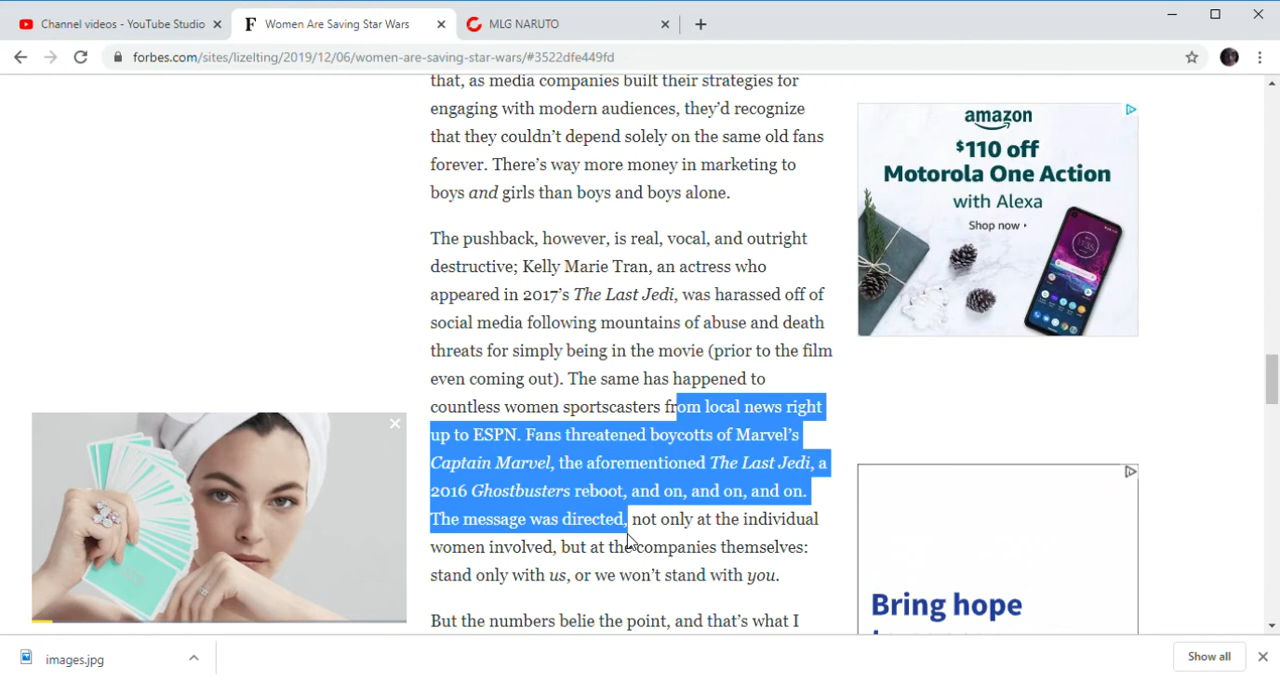 Channel videos - YouTube Studio
Women Are Saving Star Wars
MLG NARUTO
forbes.com/sites/lizelting/2019/12/06/women-are-saving-star-wars/#3522dfe449fd
that, as media companies built their strategies for
engaging with modern audiences, they'd recognize
that they couldn't depend solely on the same old fans
forever. There's way more money in marketing to
boys and girls than boys and boys alone.
The pushback, however, is real, vocal, and outright
destructive; Kelly Marie Tran, an actress who
appeared in 2017's The Last Jedi, was harassed off of
social media following mountains of abuse and death
threats for simply being in the movie (prior to the film
even coming out). The same has happened to
countless women sportscasters from local news right
up to ESPN. Fans threatened boycotts of Marvel's
Captain Marvel, the aforementioned The Last Jedi, a
2016 Ghostbusters reboot, and on, and on, and on.
The message was directed, not only at the individual
women involved, but at the companies themselves:
stand only with us, or we won't stand with you.
But the numbers belie the point, and that's what I
amazon
$110 off
Motorola One Action
with Alexa
Shop now
Bring hope
images.jpg
Show all